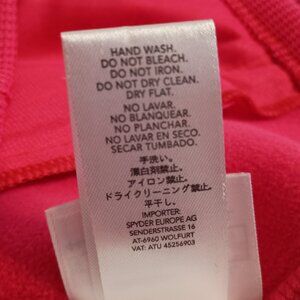 HAND WASH.
DO NOT BLEACH.
DO NOT IRON.
DO NOT DRY CLEAN.
DRY FLAT.
NO LAVAR.
NO BLANQUEAR.
NO PLANCHAR.
NO LAVAR EN SECO.
SECAR TUMBADO.
手洗い。
漂白剤禁止。
アイロン禁止。
ドライクリーニング禁止。
平干し。
IMPORTER:
SPYDER EUROPE AG
SENDERSTRASSE 16
AT-6960 WOLFURT
VAT: ATU 45256903